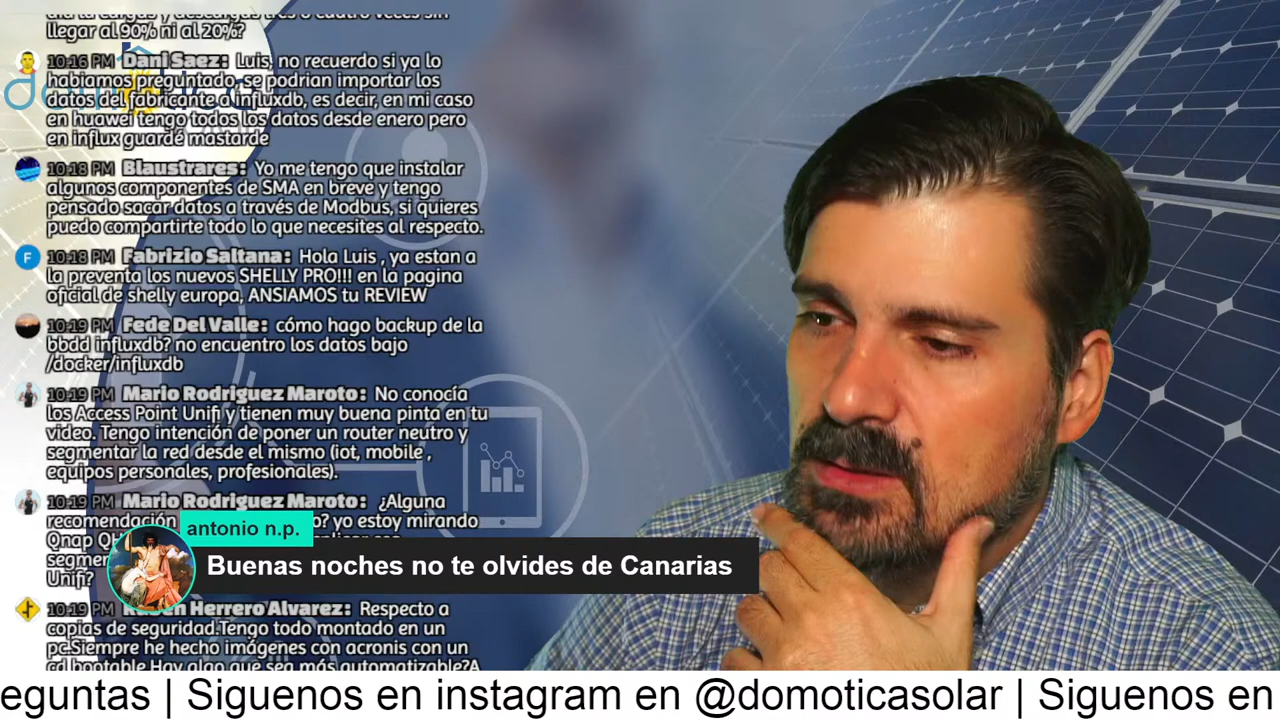 llegar al 90% ni al 20%?
10:16 PM Dani Saez: Luis, no recuerdo si ya lo
habiamos preguntado, se podrian importar los
datos del fabricante a influxdb, es decir, en mi caso
en huawei tengo todos los datos desde enero pero
en influx guardé mastarde
10:18 PM Blaustrares: Yo me tengo que instalar
algunos componentes de SMA en breve y tengo
pensado sacar datos a través de Modbus, si quieres
puedo compartirte todo lo que necesites al respecto.
F 10:18 PM Fabrizio Saltana: Hola Luis , ya estan a
la preventa los nuevos SHELLY PRO!!! en la pagina
oficial de shelly europa, ANSIAMOS tu REVIEW
10:19 PM Fede Del Valle: cómo hago backup de la
bbdd influxdb? no encuentro los datos bajo
/docker/influxdb
10:19 PM Mario Rodriguez Maroto: No conocía
los Access Point Unifi y tienen muy buena pinta en tu
video. Tengo intención de poner un router neutro y
segmentar la red desde el mismo (iot, mobile ,
equipos personales, profesionales).
10:19 PM Mario Rodriguez Maroto: ¿Alguna
recomendación o? yo estoy mirando
Qnap
Unifi?
antonio n.p.
Buenas noches no te olvides de Canarias
10:19 PM Herrero Alvarez: Respecto a
copias de seguridad.Tengo todo montado en un
pc.Siempre he hecho imágenes con acronis con un
cd bootable.Hay algo que sea más automatizable?A
eguntas | Siguenos en instagram en @domoticasolar | Siguenos en